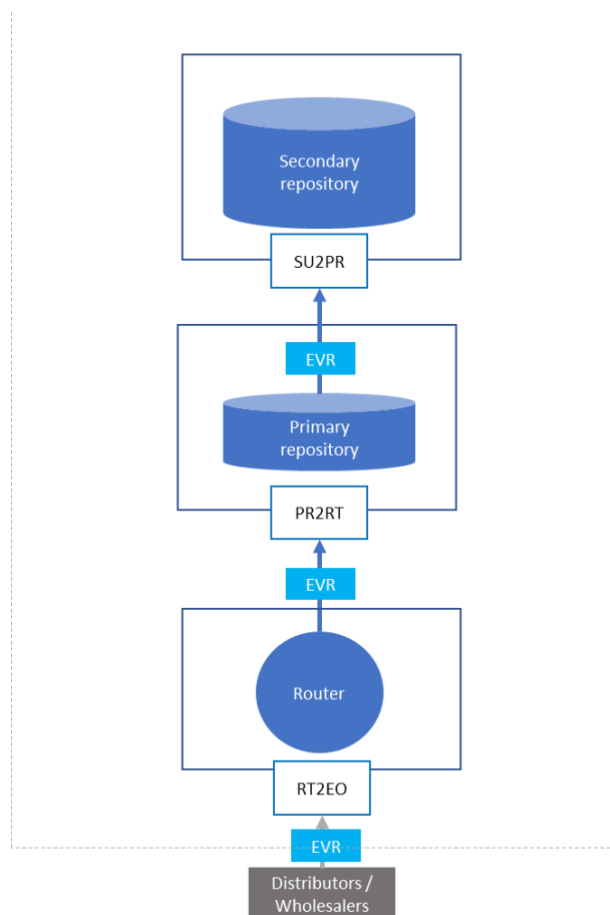 Secondary
repository
SU2PR
EVR
Primary
repository
PR2RT
EVR
Router
RT2EO
EVR
Distributors /
Wholesalers